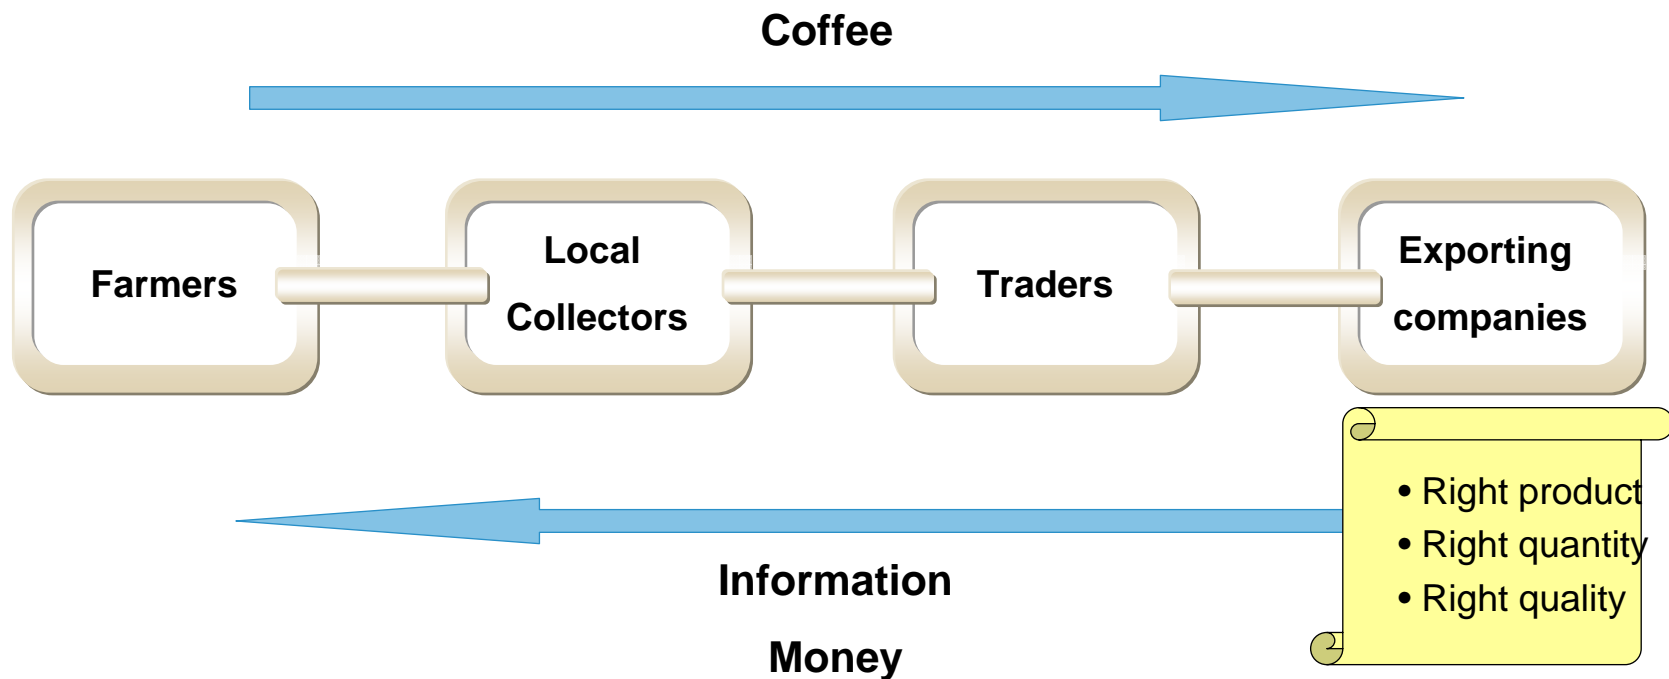 Coffee
Farmers
Local
Collectors
Traders
Exporting
companies
• Right product
• Right quantity
• Right quality
Information
Money